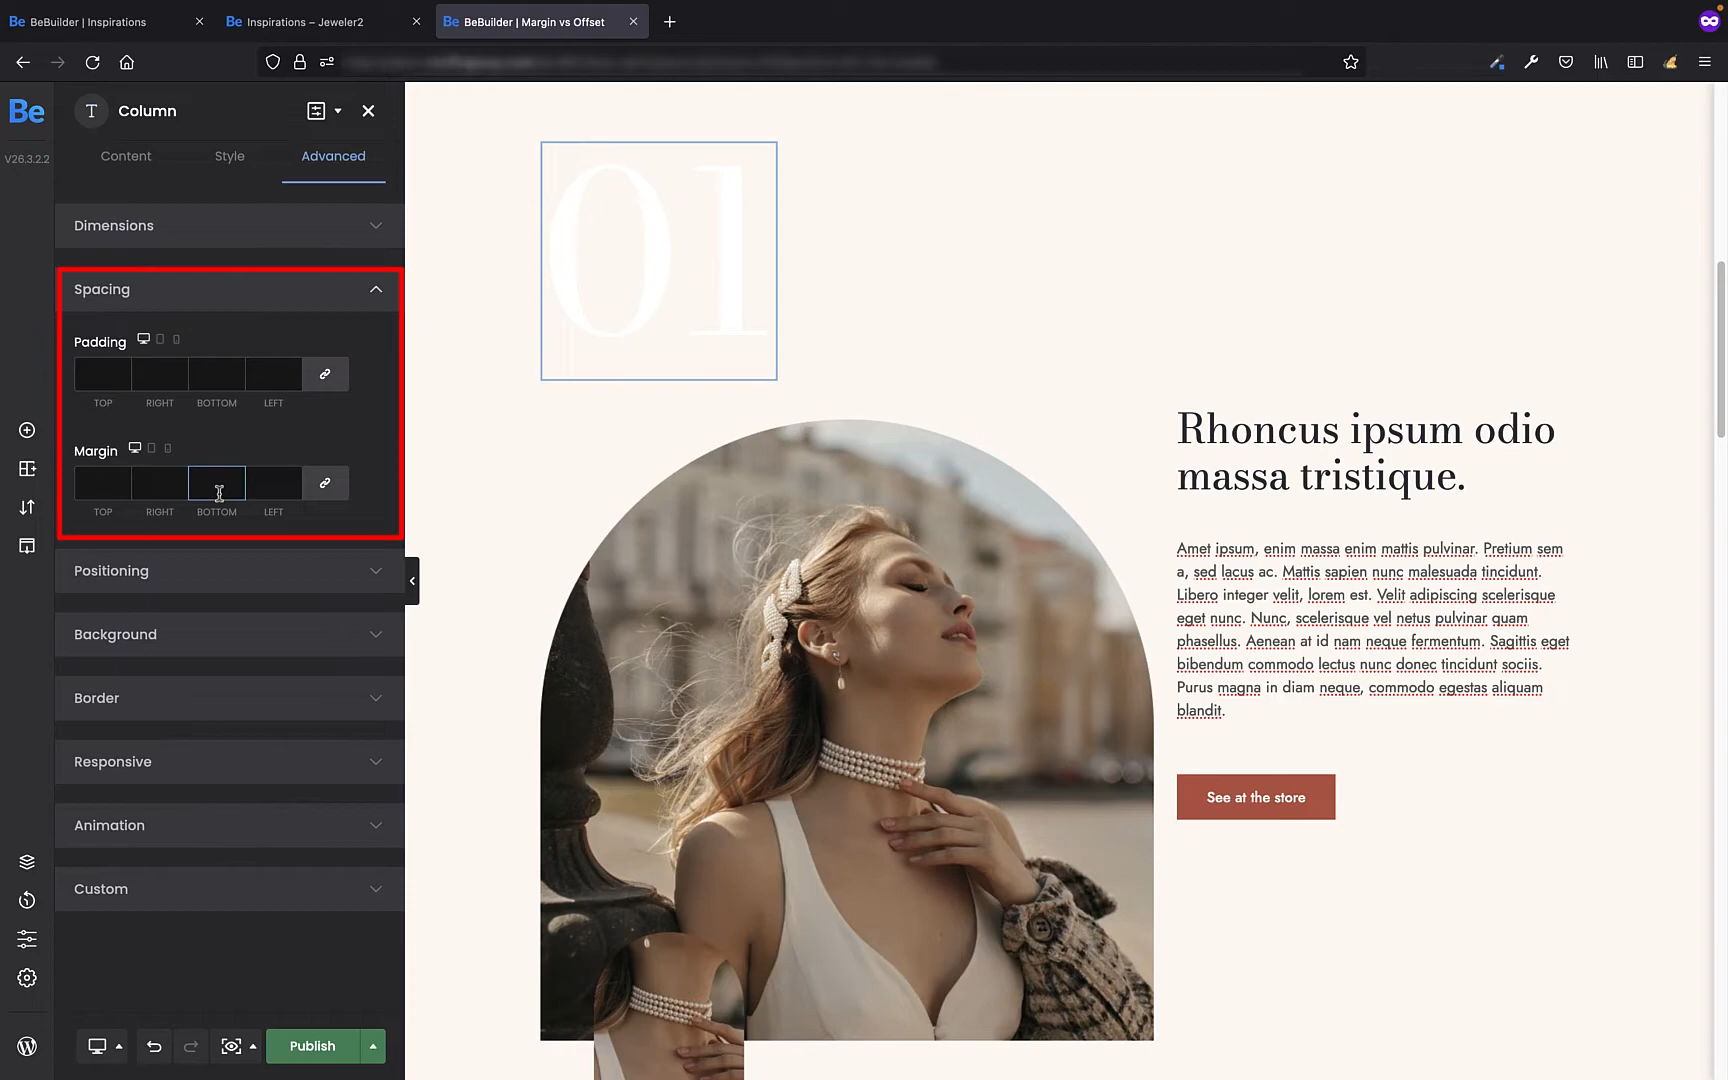 Be BeBuilder | Inspirations
Be Inspirations – Jeweler2
Be BeBuilder | Margin vs Offset
Be
V26.3.2.2
T Column
Content Style Advanced
Dimensions
Spacing
Padding
TOP RIGHT BOTTOM LEFT
Margin
TOP RIGHT BOTTOM LEFT
Positioning
Background
Border
Responsive
Animation
Custom
Publish
01
Rhoncus ipsum odio
massa tristique.
Amet ipsum, enim massa enim mattis pulvinar. Pretium sem
a, sed lacus ac. Mattis sapien nunc malesuada tincidunt.
Libero integer velit, lorem est. Velit adipiscing scelerisque
eget nunc. Nunc, scelerisque vel netus pulvinar quam
phasellus. Aenean at id nam neque fermentum. Sagittis eget
bibendum commodo lectus nunc donec tincidunt sociis.
Purus magna in diam neque, commodo egestas aliquam
blandit.
See at the store